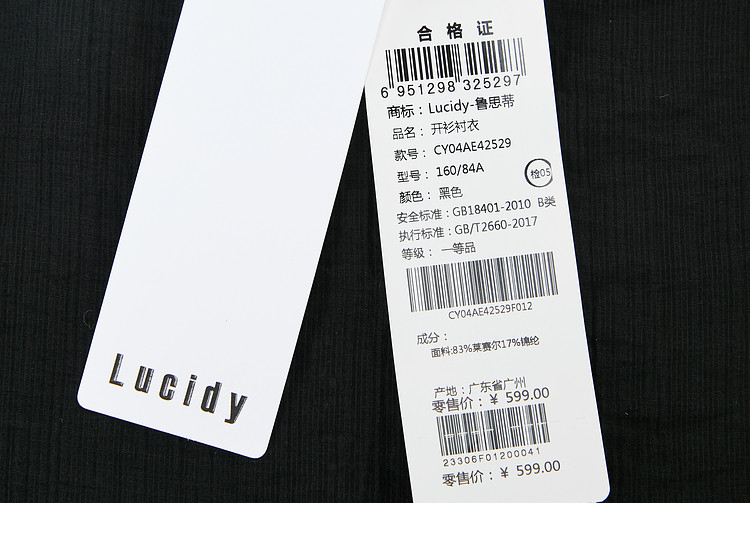 Lucidy
合格证
6 951298 325297
商标：Lucidy-鲁思蒂
品名：开衫衬衣
款号：CY04AE42529
型号：160/84A
检05
颜色：黑色
安全标准：GB18401-2010 B类
执行标准：GB/T2660-2017
等级：一等品
CY04AE42529F012
成分：
面料:83%莱赛尔17%锦纶
产地：广东省广州
零售价：¥ 599.00
23306F01200041
零售价：¥ 599.00